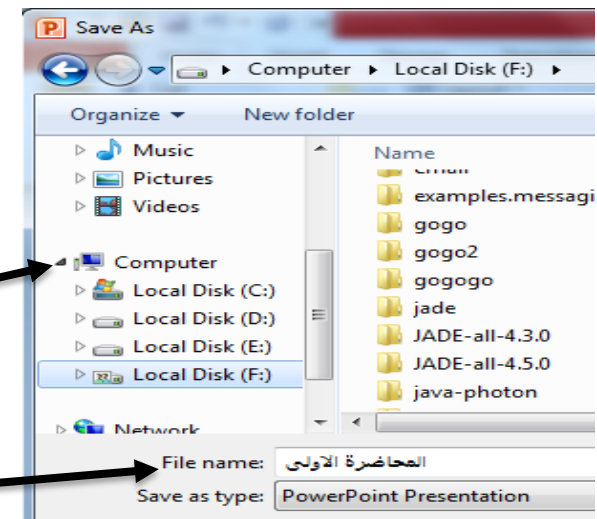 Save As
Computer ▸ Local Disk (F:) ▸
Organize ▾ New folder
Music
Pictures
Videos
Computer
Local Disk (C:)
Local Disk (D:)
Local Disk (E:)
Local Disk (F:)
Network
Name
email
examples.messagi
gogo
gogo2
gogogo
jade
JADE-all-4.3.0
JADE-all-4.5.0
java-photon
File name: المحاضرة الاولى
Save as type: PowerPoint Presentation